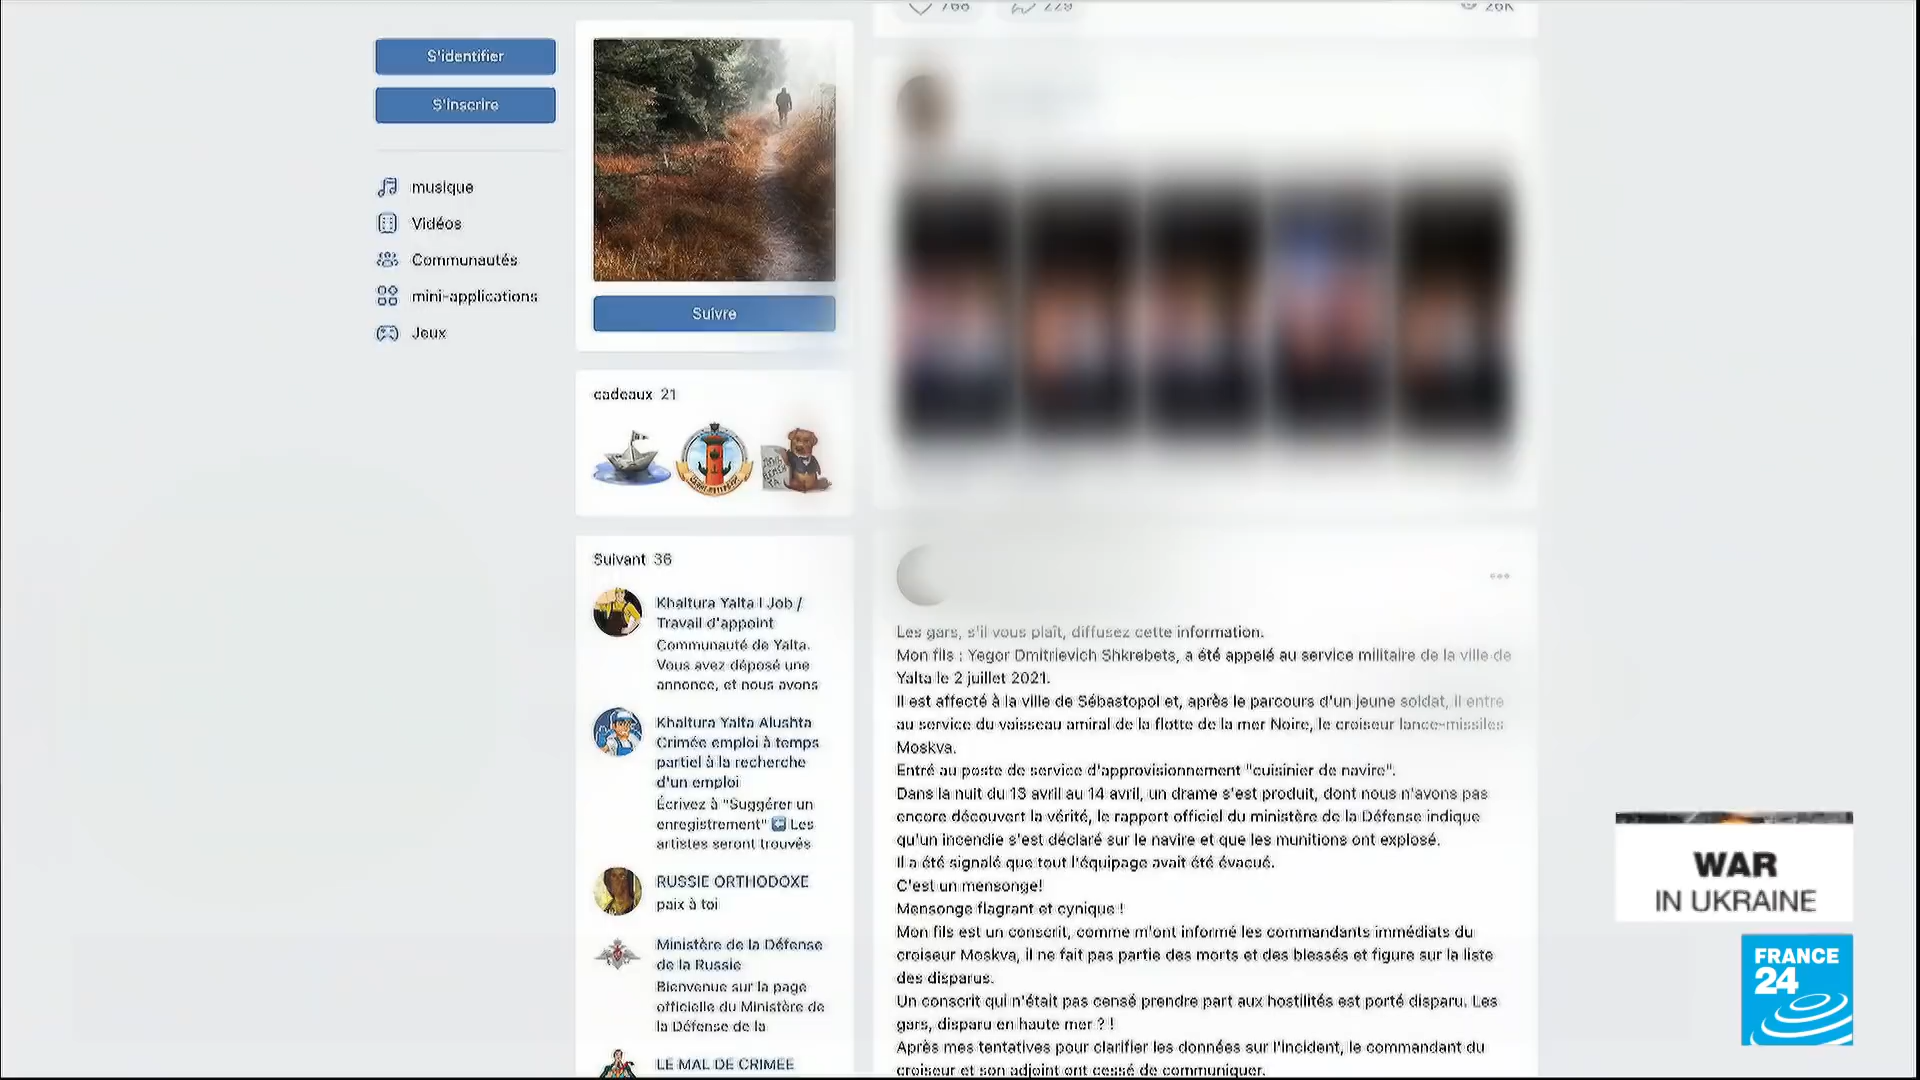 768
229
26K
S'identifier
S'inscrire
musique
Vidéos
Communautés
mini-applications
Jeux
Suivre
cadeaux 21
Suivant 36
Khaltura Yalta I Job /
Travail d'appoint
Communauté de Yalta.
Vous avez déposé une
annonce, et nous avons
Khaltura Yalta Alushta
Crimée emploi à temps
partiel à la recherche
d'un emploi
Écrivez à "Suggérer un
enregistrement" Les
artistes seront trouvés
RUSSIE ORTHODOXE
paix à toi
Ministère de la Défense
de la Russie
Bienvenue sur la page
officielle du Ministère de
la Défense de la
LE MAL DE CRIMÉE
Les gars, s'il vous plaît, diffusez cette information.
Mon fils : Yegor Dmitrievich Shkrebets, a été appelé au service militaire de la ville de
Yalta le 2 juillet 2021.
Il est affecté à la ville de Sébastopol et, après le parcours d'un jeune soldat, il entre
au service du vaisseau amiral de la flotte de la mer Noire, le croiseur lance-missiles
Moskva.
Entré au poste de service d'approvisionnement "cuisinier de navire".
Dans la nuit du 13 avril au 14 avril, un drame s'est produit, dont nous n'avons pas
encore découvert la vérité, le rapport officiel du ministère de la Défense indique
qu'un incendie s'est déclaré sur le navire et que les munitions ont explosé.
Il a été signalé que tout l'équipage avait été évacué.
C'est un mensonge!
Mensonge flagrant et cynique !
Mon fils est un conscrit, comme m'ont informé les commandants immédiats du
croiseur Moskva, il ne fait pas partie des morts et des blessés et figure sur la liste
des disparus.
Un conscrit qui n'était pas censé prendre part aux hostilités est porté disparu. Les
gars, disparu en haute mer ? !
Après mes tentatives pour clarifier les données sur l'incident, le commandant du
croiseur et son adjoint ont cessé de communiquer.
WAR
IN UKRAINE
FRANCE
24